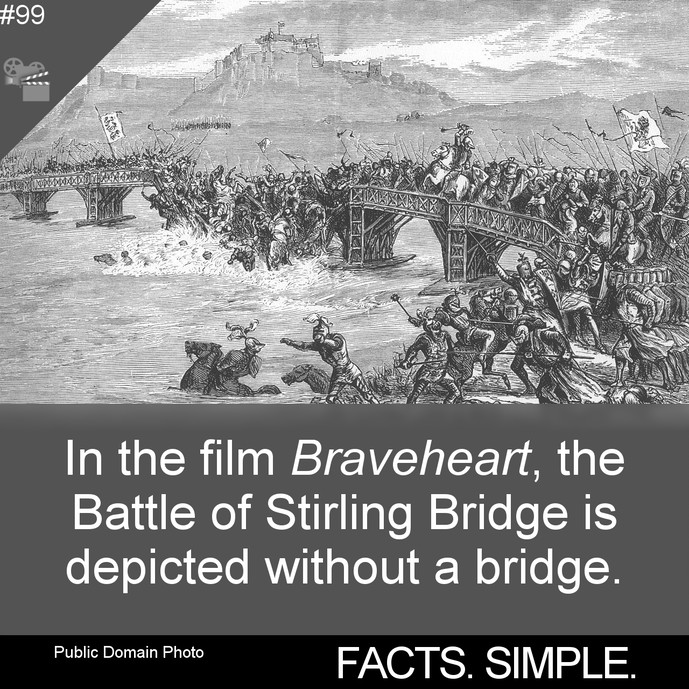 #99
In the film Braveheart, the
Battle of Stirling Bridge is
depicted without a bridge.
Public Domain Photo
FACTS. SIMPLE.